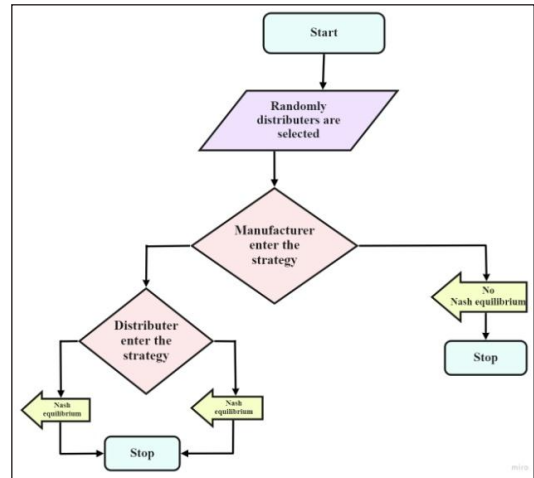 Start
Randomly
distributers are
selected
Manufacturer
enter the
strategy
No
Nash equilibrium
Stop
Distributer
enter the
strategy
Nash
equilibrium
Nash
equilibrium
Stop
miro